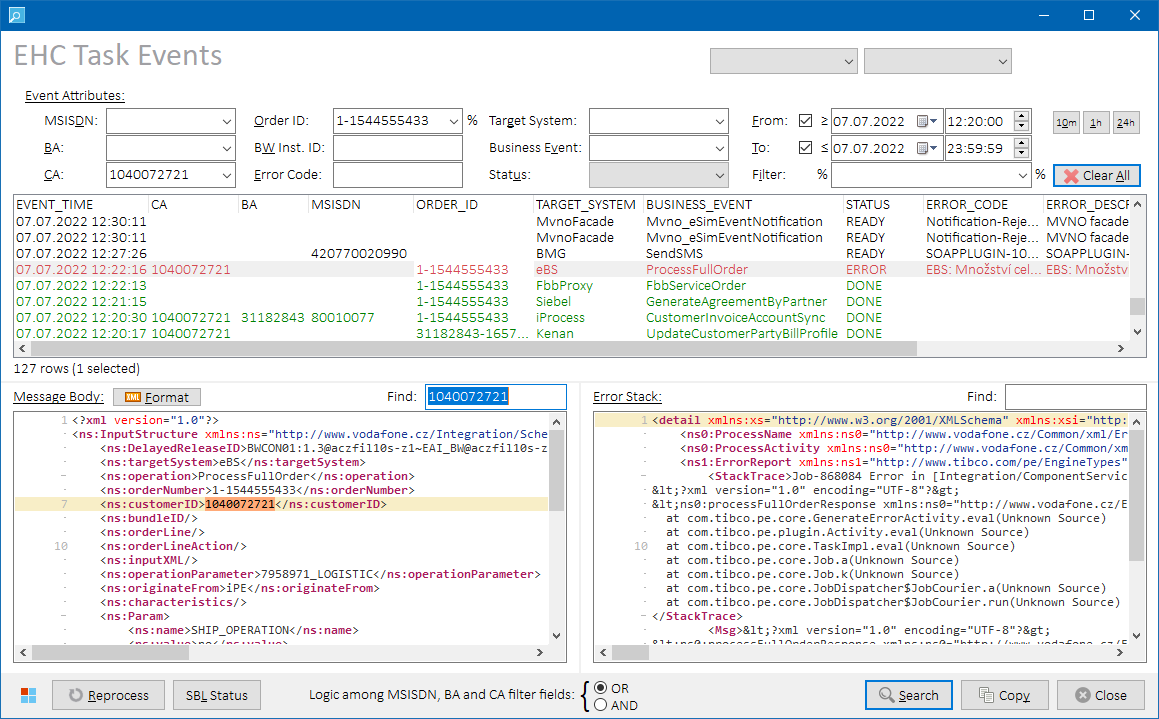 EHC Task Events
Event Attributes:
MSISDN: Order ID: 1-1544555433 % Target System: From: ≥ 07.07.2022 12:20:00 10m 1h 24h
BA: BW Inst. ID: Business Event: To: ≤ 07.07.2022 23:59:59
CA: 1040072721 Error Code: Status: Filter: % % Clear All
EVENT_TIME CA BA MSISDN ORDER_ID TARGET_SYSTEM BUSINESS_EVENT STATUS ERROR_CODE ERROR_DESCR
07.07.2022 12:30:11 MvnoFacade Mvno_eSimEventNotification READY Notification-Reje... MVNO facade
07.07.2022 12:30:11 MvnoFacade Mvno_eSimEventNotification READY Notification-Reje... MVNO facade
07.07.2022 12:27:26 420770020990 BMG SendSMS READY SOAPPLUGIN-10... SOAPPLUGIN-
07.07.2022 12:22:16 1040072721 1-1544555433 eBS ProcessFullOrder ERROR EBS: Množství cel... EBS: Množství
07.07.2022 12:22:13 1-1544555433 FbbProxy FbbServiceOrder DONE
07.07.2022 12:21:15 1-1544555433 Siebel GenerateAgreementByPartner DONE
07.07.2022 12:20:30 1040072721 31182843 80010077 1-1544555433 iProcess CustomerInvoiceAccountSync DONE
07.07.2022 12:20:17 1040072721 31182843-1657... Kenan UpdateCustomerPartyBillProfile DONE
127 rows (1 selected)
Message Body: XML Format Find: 1040072721
1 <?xml version="1.0"?>
<ns:InputStructure xmlns:ns="http://www.vodafone.cz/Integration/Sche
<ns:DelayedReleaseID>BWCON01:1.3@aczfil10s-z1~EAI_BW@aczfil10s-z
<ns:targetSystem>eBS</ns:targetSystem>
<ns:operation>ProcessFullOrder</ns:operation>
<ns:orderNumber>1-1544555433</ns:orderNumber>
7 <ns:customerID>1040072721</ns:customerID>
<ns:bundleID/>
<ns:orderLine/>
10 <ns:orderLineAction/>
<ns:inputXML/>
<ns:operationParameter>7958971_LOGISTIC</ns:operationParameter>
<ns:originateFrom>iPE</ns:originateFrom>
<ns:characteristics/>
<ns:Param>
<ns:name>SHIP_OPERATION</ns:name>
<ns:value>no</ns:value>
Error Stack: Find:
1 <detail xmlns:xs="http://www.w3.org/2001/XMLSchema" xmlns:xsi="http:
<ns0:ProcessName xmlns:ns0="http://www.vodafone.cz/Common/xml/Er
<ns0:ProcessActivity xmlns:ns0="http://www.vodafone.cz/Common/xm
<ns1:ErrorReport xmlns:ns1="http://www.tibco.com/pe/EngineTypes"
<StackTrace>Job-868084 Error in [Integration/ComponentServic
&lt;?xml version="1.0" encoding="UTF-8"?&gt;
&lt;ns0:processFullOrderResponse xmlns:ns0="http://www.vodafone.cz/E
at com.tibco.pe.core.GenerateErrorActivity.eval(Unknown Source)
at com.tibco.pe.plugin.Activity.eval(Unknown Source)
10 at com.tibco.pe.core.TaskImpl.eval(Unknown Source)
at com.tibco.pe.core.Job.a(Unknown Source)
at com.tibco.pe.core.Job.k(Unknown Source)
at com.tibco.pe.core.JobDispatcher$JobCourier.a(Unknown Source)
at com.tibco.pe.core.JobDispatcher$JobCourier.run(Unknown Source)
</StackTrace>
<Msg>&lt;?xml version="1.0" encoding="UTF-8"?&gt;
&lt;ns0:processFullOrderResponse xmlns:ns0="http://www.vodafone.cz/E
Reprocess SBL Status Logic among MSISDN, BA and CA filter fields: { OR
AND
Search Copy Close